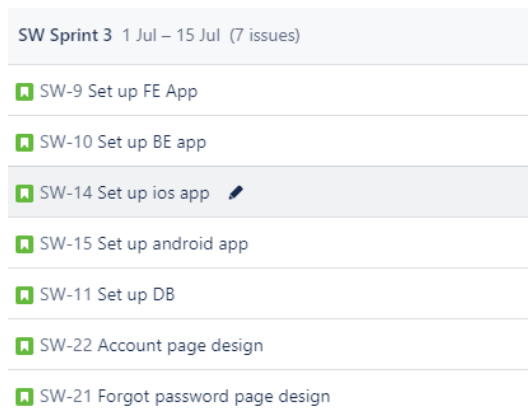 SW Sprint 3 1 Jul – 15 Jul (7 issues)
SW-9 Set up FE App
SW-10 Set up BE app
SW-14 Set up ios app
SW-15 Set up android app
SW-11 Set up DB
SW-22 Account page design
SW-21 Forgot password page design